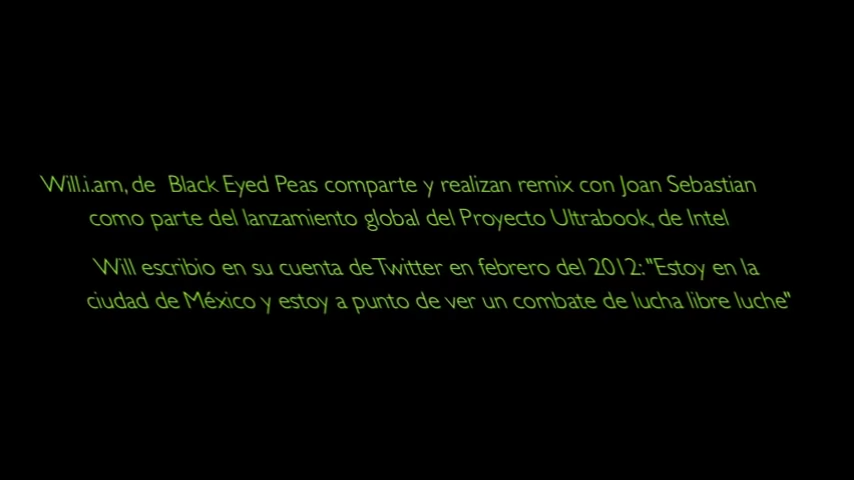 Will.i.am, de Black Eyed Peas comparte y realizan remix con Joan Sebastian
como parte del lanzamiento global del Proyecto Ultrabook, de Intel
Will escribio en su cuenta de Twitter en febrero del 2012: "Estoy en la
ciudad de México y estoy a punto de ver un combate de lucha libre luche"